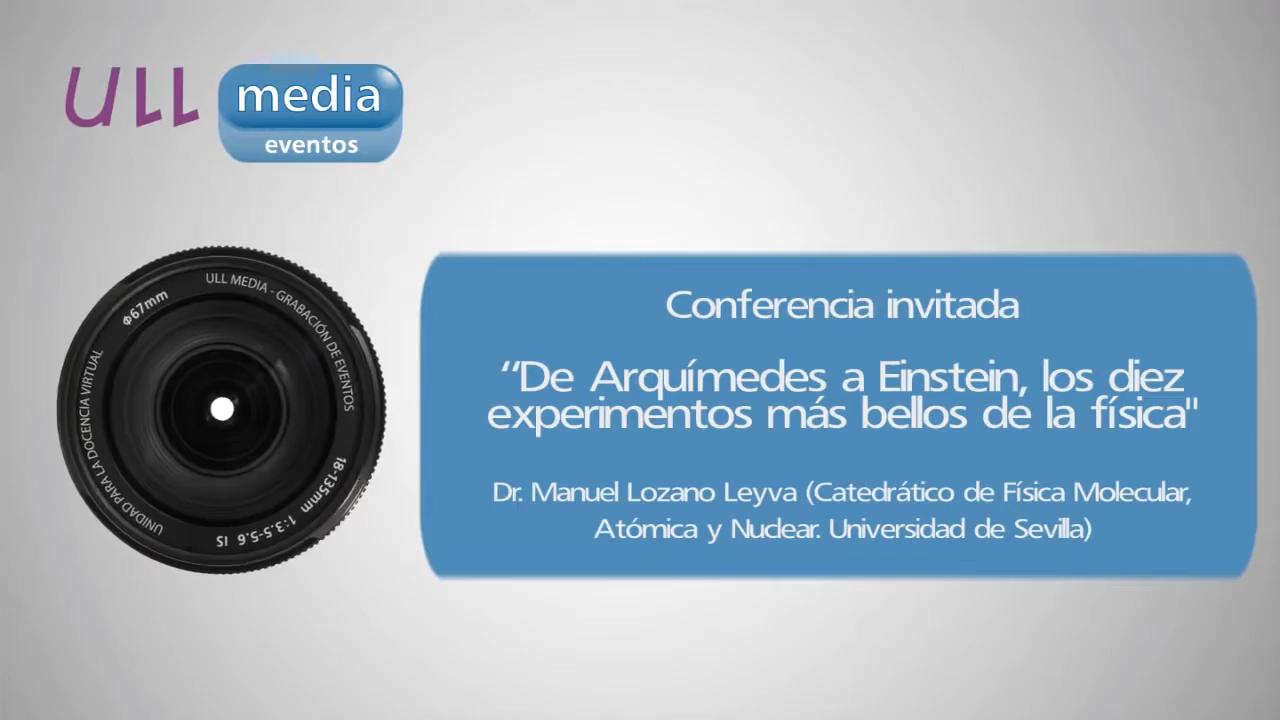 ULL
media
eventos
ULL MEDIA - GRABACIÓN DE EVENTOS
Φ67mm
UNIDAD PARA LA DOCENCIA VIRTUAL
18-135mm 1:3.5-5.6 IS
Conferencia invitada
“De Arquímedes a Einstein, los diez
experimentos más bellos de la física"
Dr. Manuel Lozano Leyva (Catedrático de Física Molecular,
Atómica y Nuclear. Universidad de Sevilla)